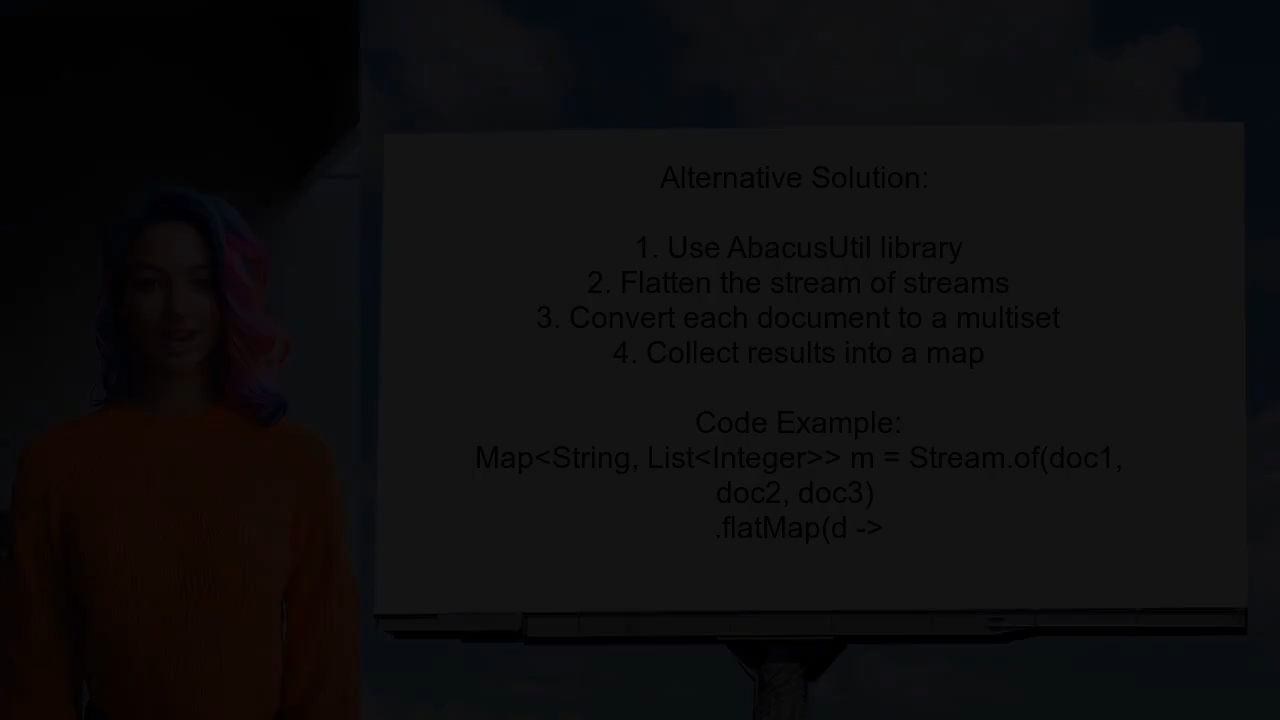 Alternative Solution:
1. Use AbacusUtil library
2. Flatten the stream of streams
3. Convert each document to a multiset
4. Collect results into a map
Code Example:
Map<String, List<Integer>> m = Stream.of(doc1,
doc2, doc3)
.flatMap(d ->